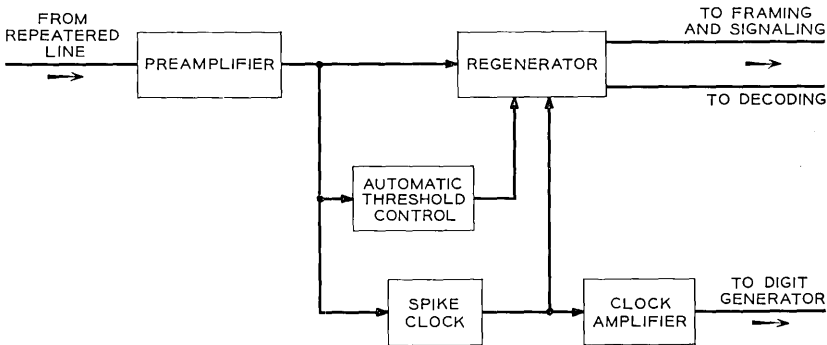 FROM
REPEATERED
LINE
PREAMPLIFIER
REGENERATOR
TO FRAMING
AND SIGNALING
TO DECODING
AUTOMATIC
THRESHOLD
CONTROL
SPIKE
CLOCK
CLOCK
AMPLIFIER
TO DIGIT
GENERATOR